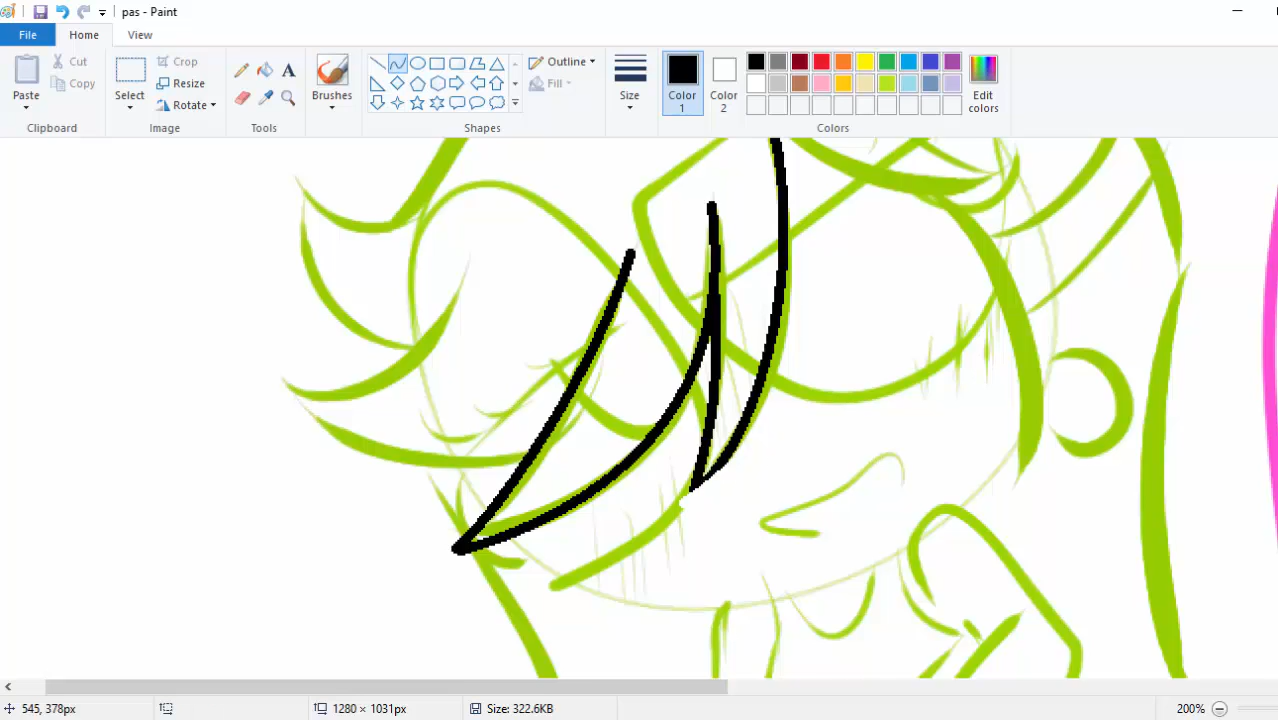 pas - Paint
File Home View
Paste Cut Copy Select Crop Resize Rotate A Brushes Outline Fill Size Color 1 Color 2 Edit colors
Clipboard Image Tools Shapes Colors
545, 378px 1280 × 1031px Size: 322.6KB 200%